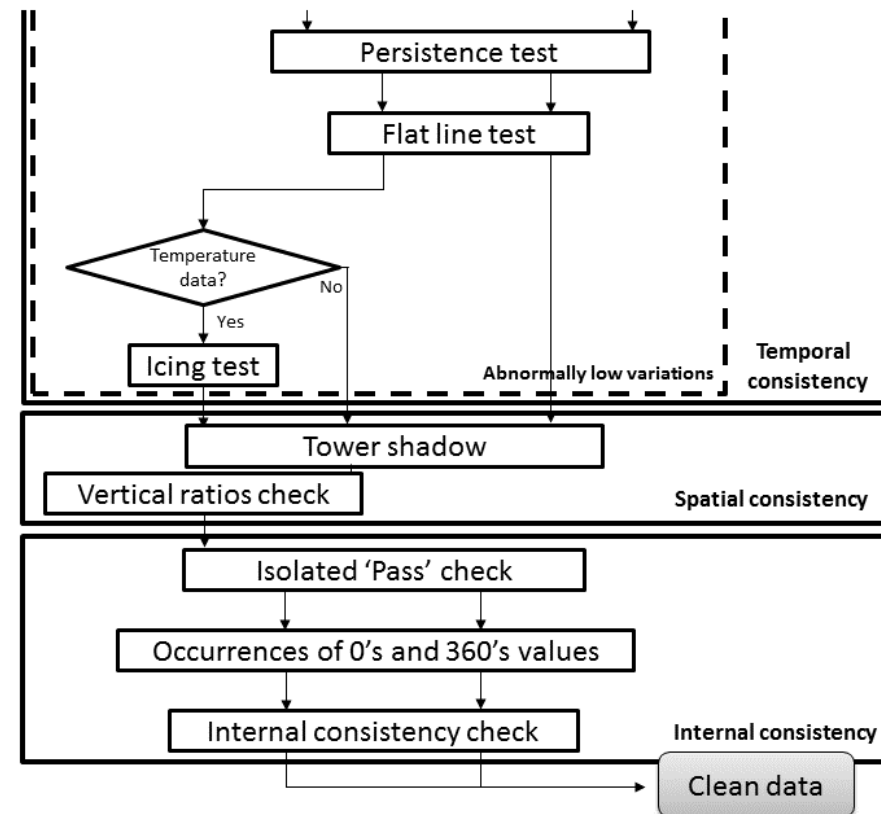 Persistence test
Flat line test
Temperature
data?
No
Yes
Icing test
Abnormally low variations
Temporal
consistency
Tower shadow
Vertical ratios check
Spatial consistency
Isolated ‘Pass’ check
Occurrences of 0’s and 360’s values
Internal consistency check
Internal consistency
Clean data